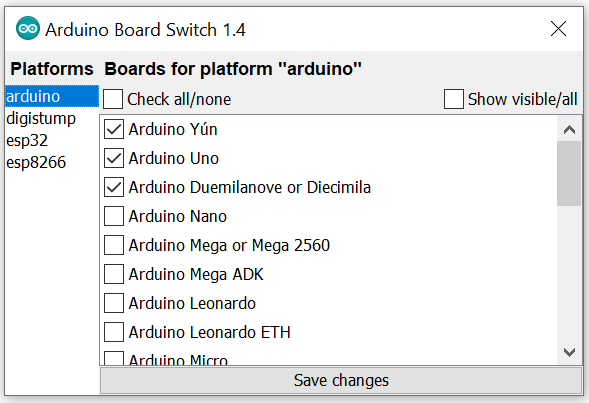 Arduino Board Switch 1.4
Platforms
Boards for platform "arduino"
arduino
digistump
esp32
esp8266
Check all/none
Show visible/all
Arduino Yún
Arduino Uno
Arduino Duemilanove or Diecimila
Arduino Nano
Arduino Mega or Mega 2560
Arduino Mega ADK
Arduino Leonardo
Arduino Leonardo ETH
Arduino Micro
Save changes